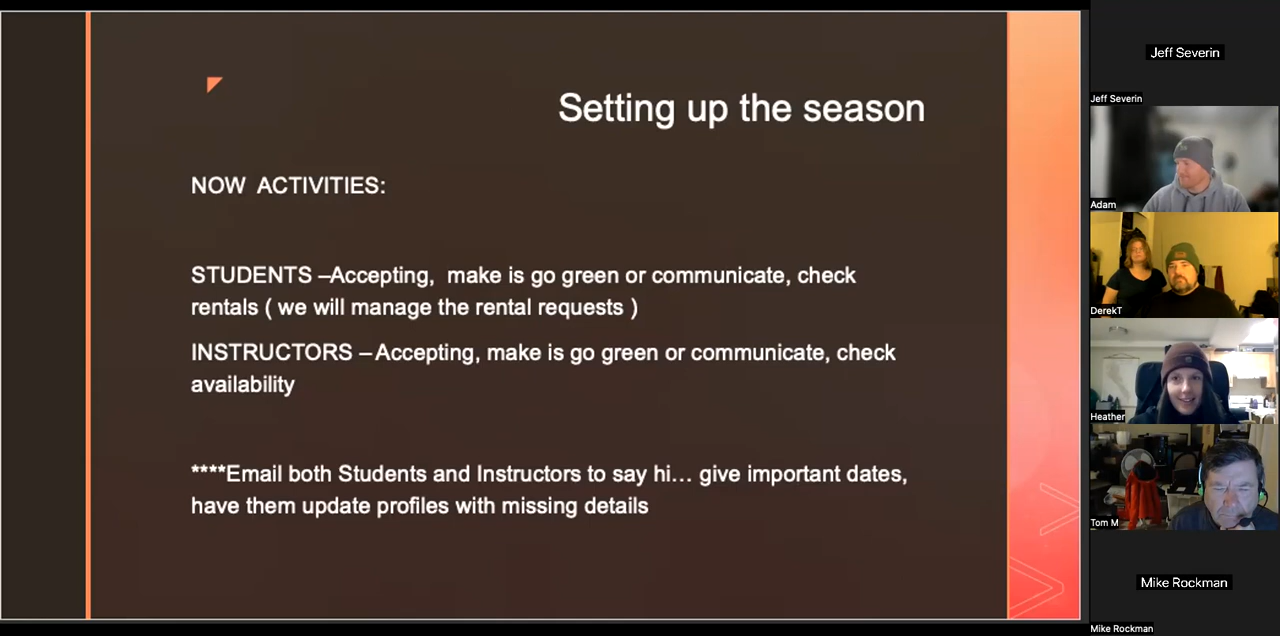 Setting up the season
NOW  ACTIVITIES:
STUDENTS –Accepting,  make is go green or communicate, check
rentals ( we will manage the rental requests )
INSTRUCTORS – Accepting, make is go green or communicate, check
availability
****Email both Students and Instructors to say hi... give important dates,
have them update profiles with missing details
Jeff Severin
Jeff Severin
Adam
DerekT
Heather
Tom M
Mike Rockman
Mike Rockman